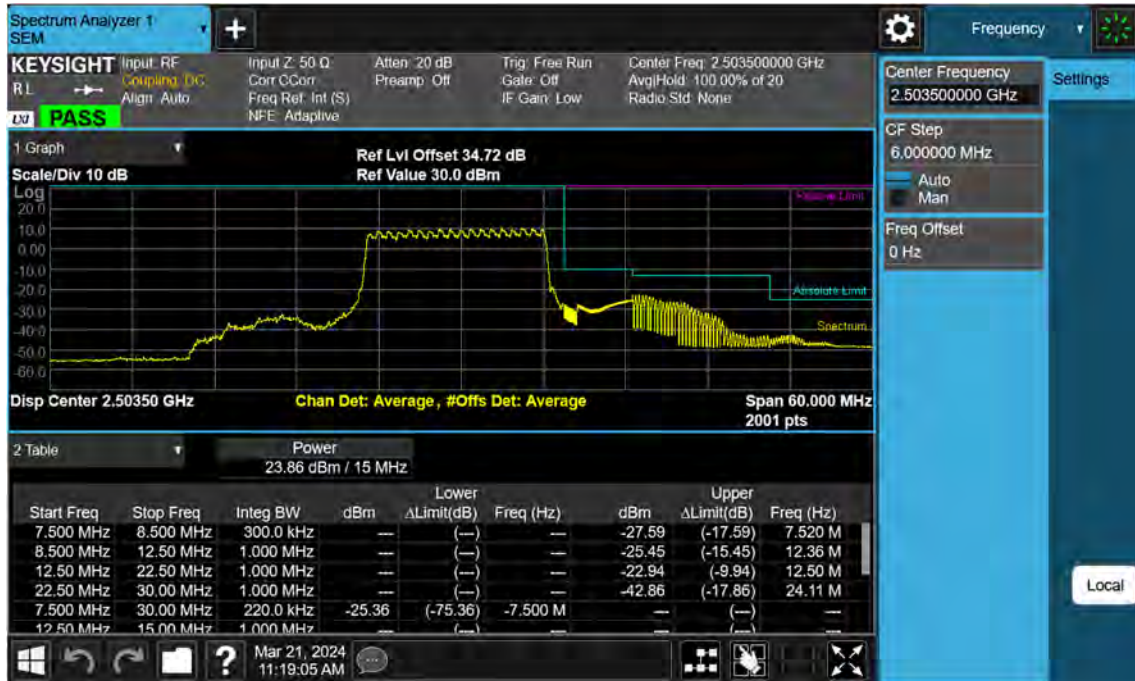 Spectrum Analyzer 1
SEM
Frequency
KEYSIGHT
RL
LXI
PASS
Input: RF
Coupling: DC
Align: Auto
Input Z: 50 Ω
Corr CCorr
Freq Ref: Int (S)
NFE: Adaptive
Atten: 20 dB
Preamp: Off
Trig: Free Run
Gate: Off
IF Gain: Low
Center Freq: 2.503500000 GHz
Avg|Hold: 100.00% of 20
Radio Std: None
Center Frequency
2.503500000 GHz
Settings
CF Step
6.000000 MHz
Auto
Man
Freq Offset
0 Hz
1 Graph
Ref Lvl Offset 34.72 dB
Scale/Div 10 dB
Ref Value 30.0 dBm
Log
20.0
10.0
0.00
-10.0
-20.0
-30.0
-40.0
-50.0
-60.0
Relative Limit
Absolute Limit
Spectrum
Disp Center 2.50350 GHz
Chan Det: Average, #Offs Det: Average
Span 60.000 MHz
2001 pts
2 Table
Power
23.86 dBm / 15 MHz
Lower Upper
Start Freq Stop Freq Integ BW dBm ΔLimit(dB) Freq (Hz) dBm ΔLimit(dB) Freq (Hz)
7.500 MHz 8.500 MHz 300.0 kHz --- (---) --- -27.59 (-17.59) 7.520 M
8.500 MHz 12.50 MHz 1.000 MHz --- (---) --- -25.45 (-15.45) 12.36 M
12.50 MHz 22.50 MHz 1.000 MHz --- (---) --- -22.94 (-9.94) 12.50 M
22.50 MHz 30.00 MHz 1.000 MHz --- (---) --- -42.86 (-17.86) 24.11 M
7.500 MHz 30.00 MHz 220.0 kHz -25.36 (-75.36) -7.500 M --- (---) ---
12.50 MHz 15.00 MHz 1.000 MHz --- (---) --- --- (---) ---
Local
?
Mar 21, 2024
11:19:05 AM